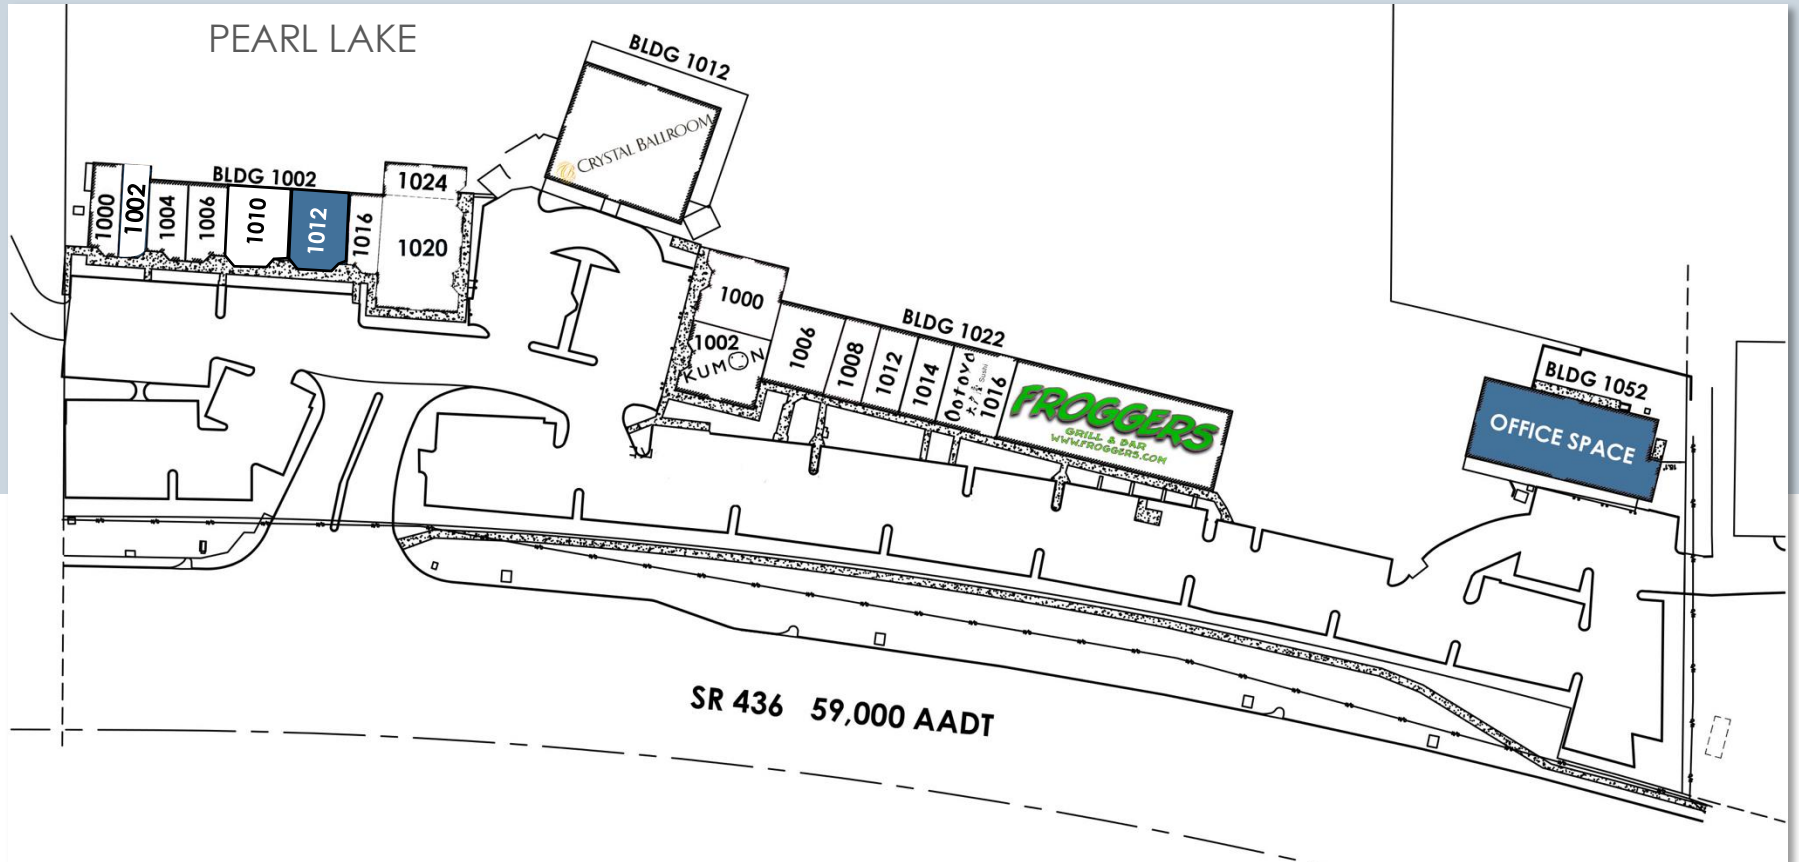 PEARL LAKE
BLDG 1012
CRYSTAL BALLROOM
BLDG 1002
1000
1002
1004
1006
1010
1012
1016
1024
1020
1000
1002
KUMON
BLDG 1022
1006
1008
1012
1014
Ootoya
Sushi
1016
FROGGERS
GRILL & BAR
WWW.FROGGERS.COM
BLDG 1052
OFFICE SPACE
SR 436 59,000 AADT